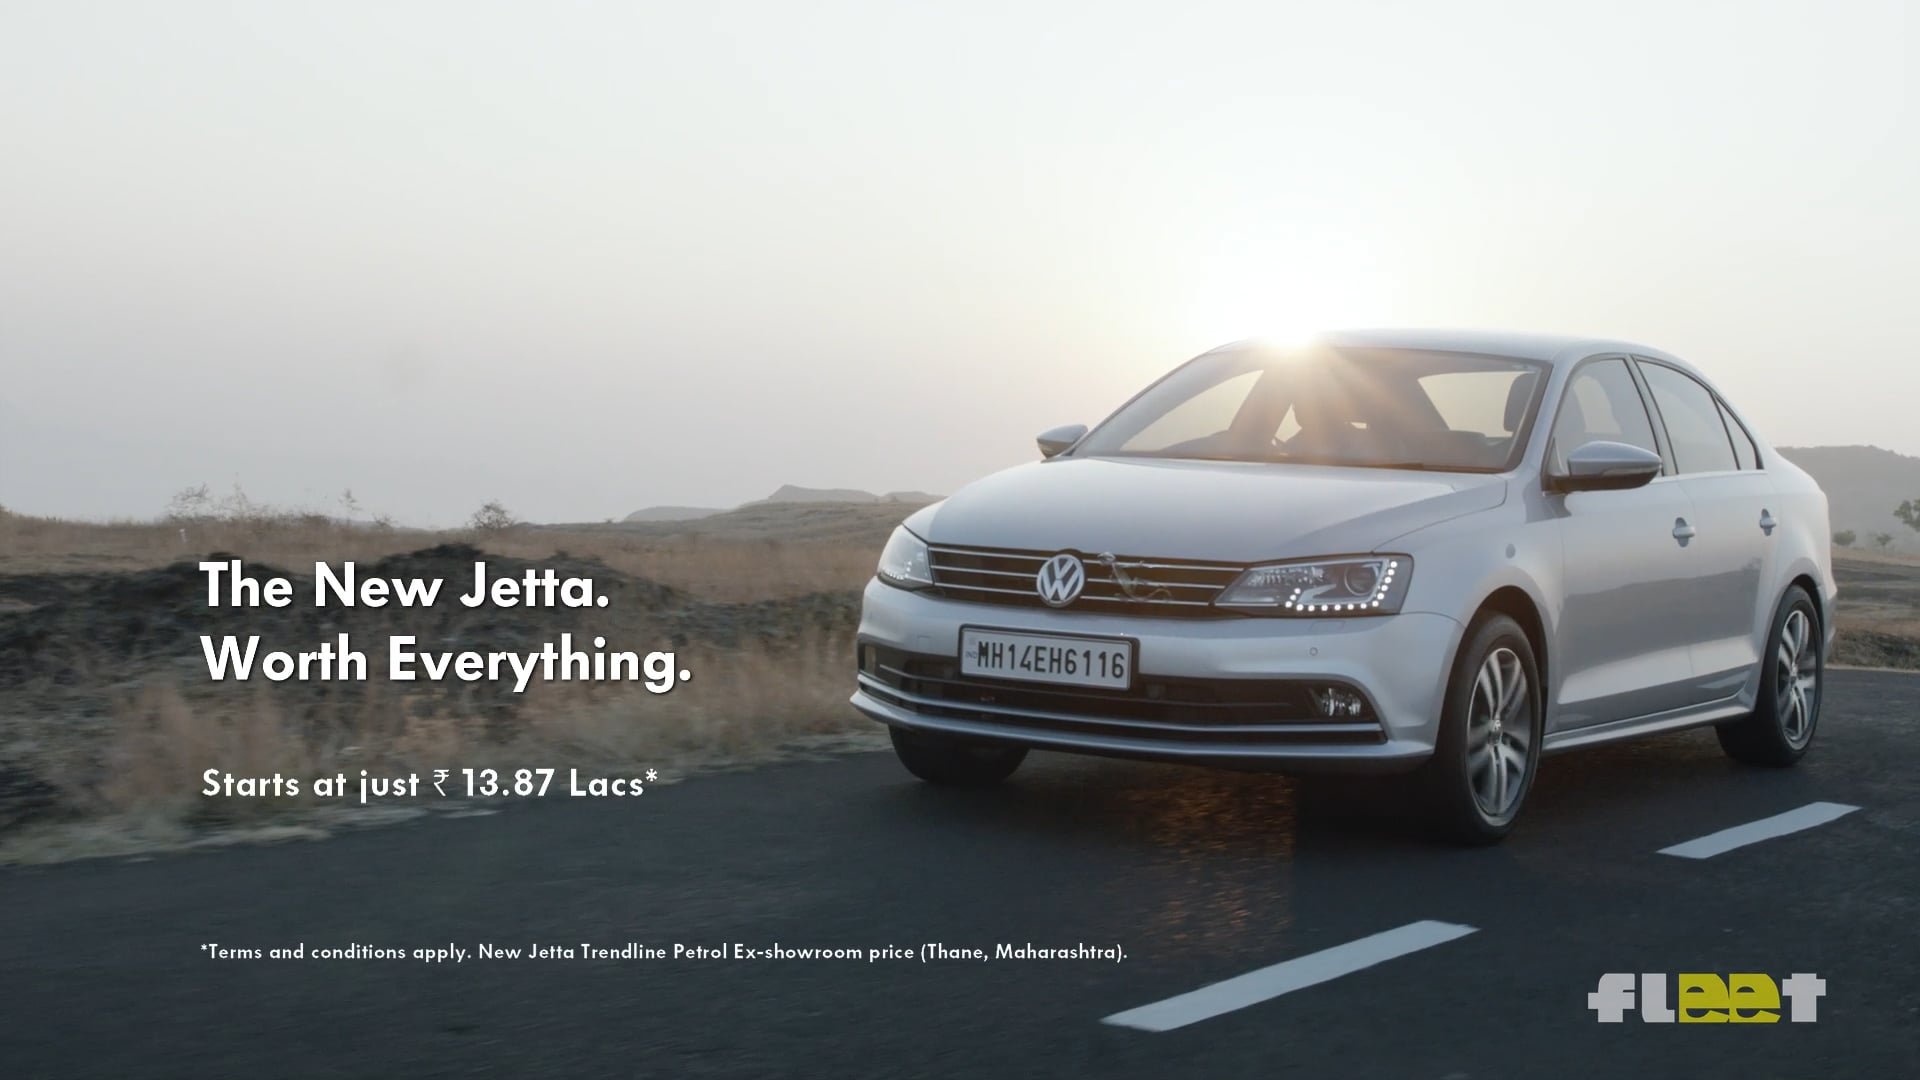 The New Jetta.
Worth Everything.
Starts at just ₹ 13.87 Lacs*
MH14EH6116
*Terms and conditions apply. New Jetta Trendline Petrol Ex-showroom price (Thane, Maharashtra).
fleet